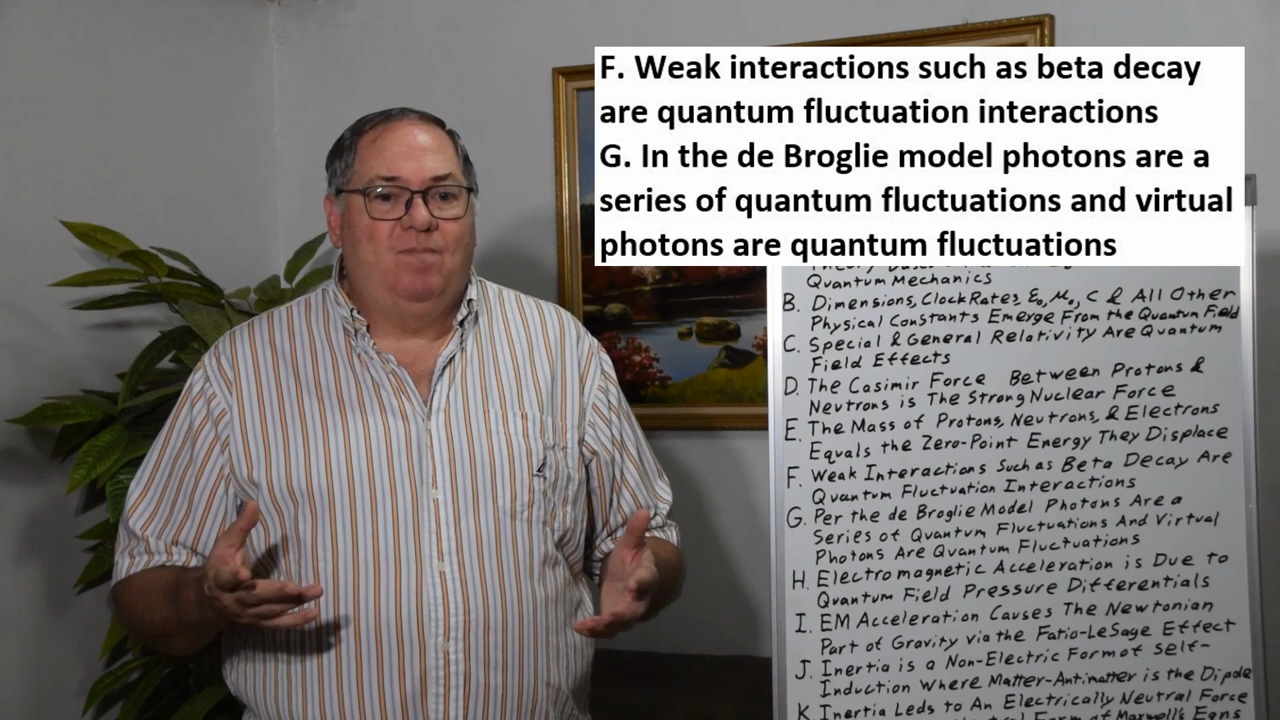 F. Weak interactions such as beta decay
are quantum fluctuation interactions
G. In the de Broglie model photons are a
series of quantum fluctuations and virtual
photons are quantum fluctuations
Quantum Mechanics
B. Dimensions, Clock Rates, ε₀, μ₀, C & All Other
Physical Constants Emerge From the Quantum Field
C. Special & General Relativity Are Quantum
Field Effects
D. The Casimir Force Between Protons &
Neutrons is The Strong Nuclear Force
E. The Mass of Protons, Neutrons, & Electrons
Equals the Zero-Point Energy They Displace
F. Weak Interactions Such as Beta Decay Are
Quantum Fluctuation Interactions
G. Per the de Broglie Model Photons Are a
Series of Quantum Fluctuations And Virtual
Photons Are Quantum Fluctuations
H. Electromagnetic Acceleration is Due to
Quantum Field Pressure Differentials
I. EM Acceleration Causes The Newtonian
Part of Gravity via the Fatio-LeSage Effect
J. Inertia is a Non-Electric Form of Self-
Induction Where Matter-Antimatter is the Dipole
K. Inertia Leds to An Electrically Neutral Force
Form of Maxwell's Eqns